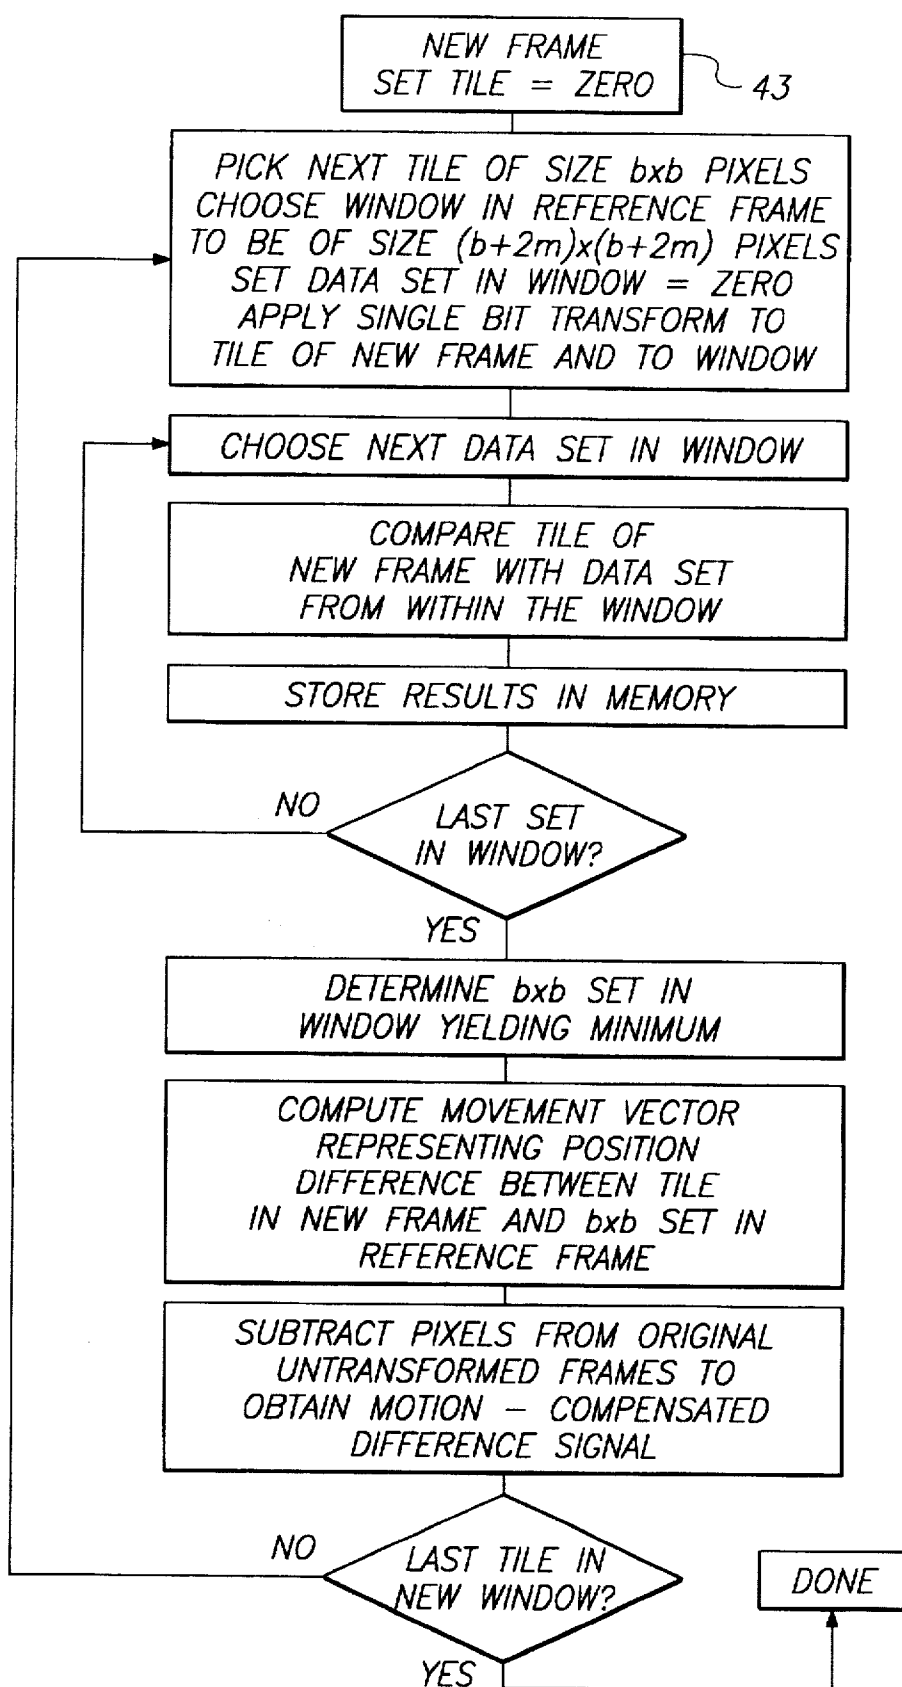 NEW FRAME
SET TILE = ZERO
43
PICK NEXT TILE OF SIZE bxb PIXELS
CHOOSE WINDOW IN REFERENCE FRAME
TO BE OF SIZE (b+2m)x(b+2m) PIXELS
SET DATA SET IN WINDOW = ZERO
APPLY SINGLE BIT TRANSFORM TO
TILE OF NEW FRAME AND TO WINDOW
CHOOSE NEXT DATA SET IN WINDOW
COMPARE TILE OF
NEW FRAME WITH DATA SET
FROM WITHIN THE WINDOW
STORE RESULTS IN MEMORY
NO
LAST SET
IN WINDOW?
YES
DETERMINE bxb SET IN
WINDOW YIELDING MINIMUM
COMPUTE MOVEMENT VECTOR
REPRESENTING POSITION
DIFFERENCE BETWEEN TILE
IN NEW FRAME AND bxb SET IN
REFERENCE FRAME
SUBTRACT PIXELS FROM ORIGINAL
UNTRANSFORMED FRAMES TO
OBTAIN MOTION – COMPENSATED
DIFFERENCE SIGNAL
NO
LAST TILE IN
NEW WINDOW?
DONE
YES